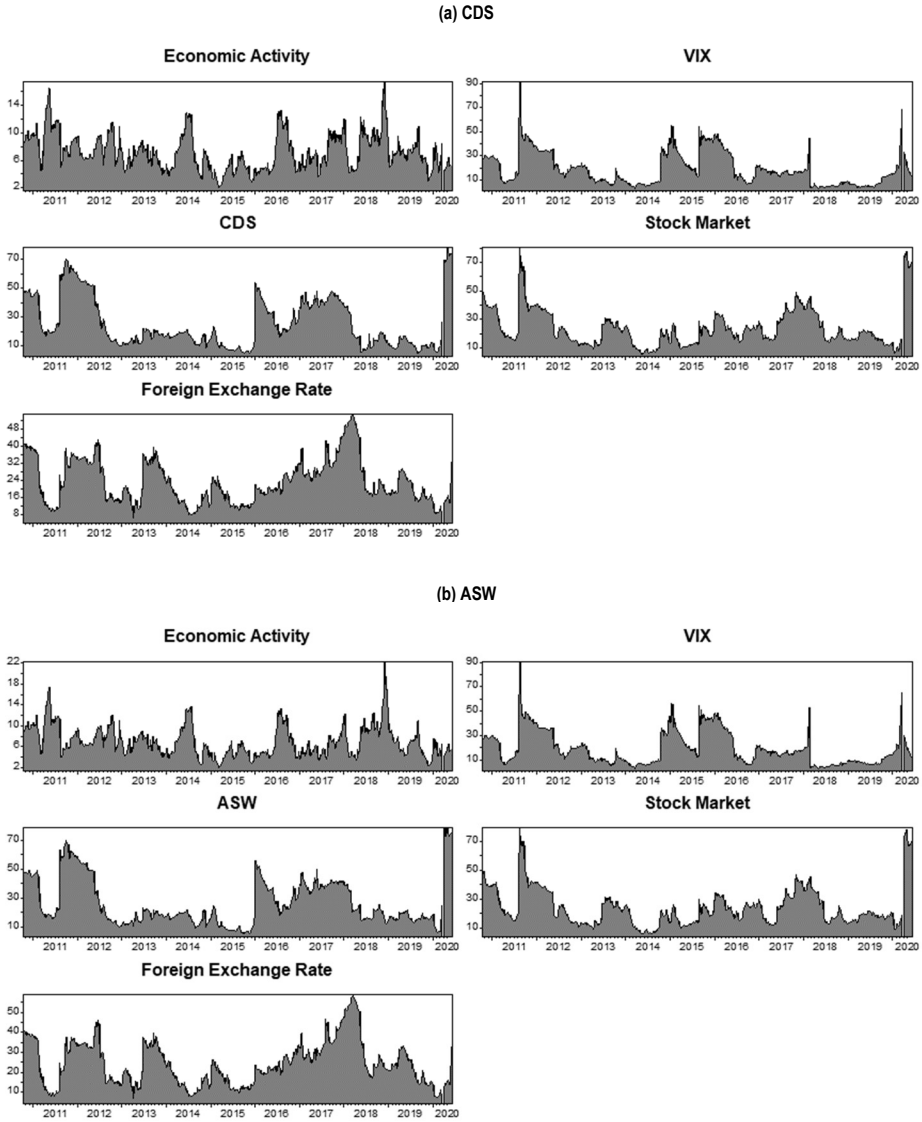 (a) CDS
Economic Activity
14
10
6
2
2011 2012 2013 2014 2015 2016 2017 2018 2019 2020
VIX
90
70
50
30
10
2011 2012 2013 2014 2015 2016 2017 2018 2019 2020
CDS
70
50
30
10
2011 2012 2013 2014 2015 2016 2017 2018 2019 2020
Stock Market
70
50
30
10
2011 2012 2013 2014 2015 2016 2017 2018 2019 2020
Foreign Exchange Rate
48
40
32
24
16
8
2011 2012 2013 2014 2015 2016 2017 2018 2019 2020
(b) ASW
Economic Activity
22
18
14
10
6
2
2011 2012 2013 2014 2015 2016 2017 2018 2019 2020
VIX
90
70
50
30
10
2011 2012 2013 2014 2015 2016 2017 2018 2019 2020
ASW
70
50
30
10
2011 2012 2013 2014 2015 2016 2017 2018 2019 2020
Stock Market
70
50
30
10
2011 2012 2013 2014 2015 2016 2017 2018 2019 2020
Foreign Exchange Rate
50
40
30
20
10
2011 2012 2013 2014 2015 2016 2017 2018 2019 2020